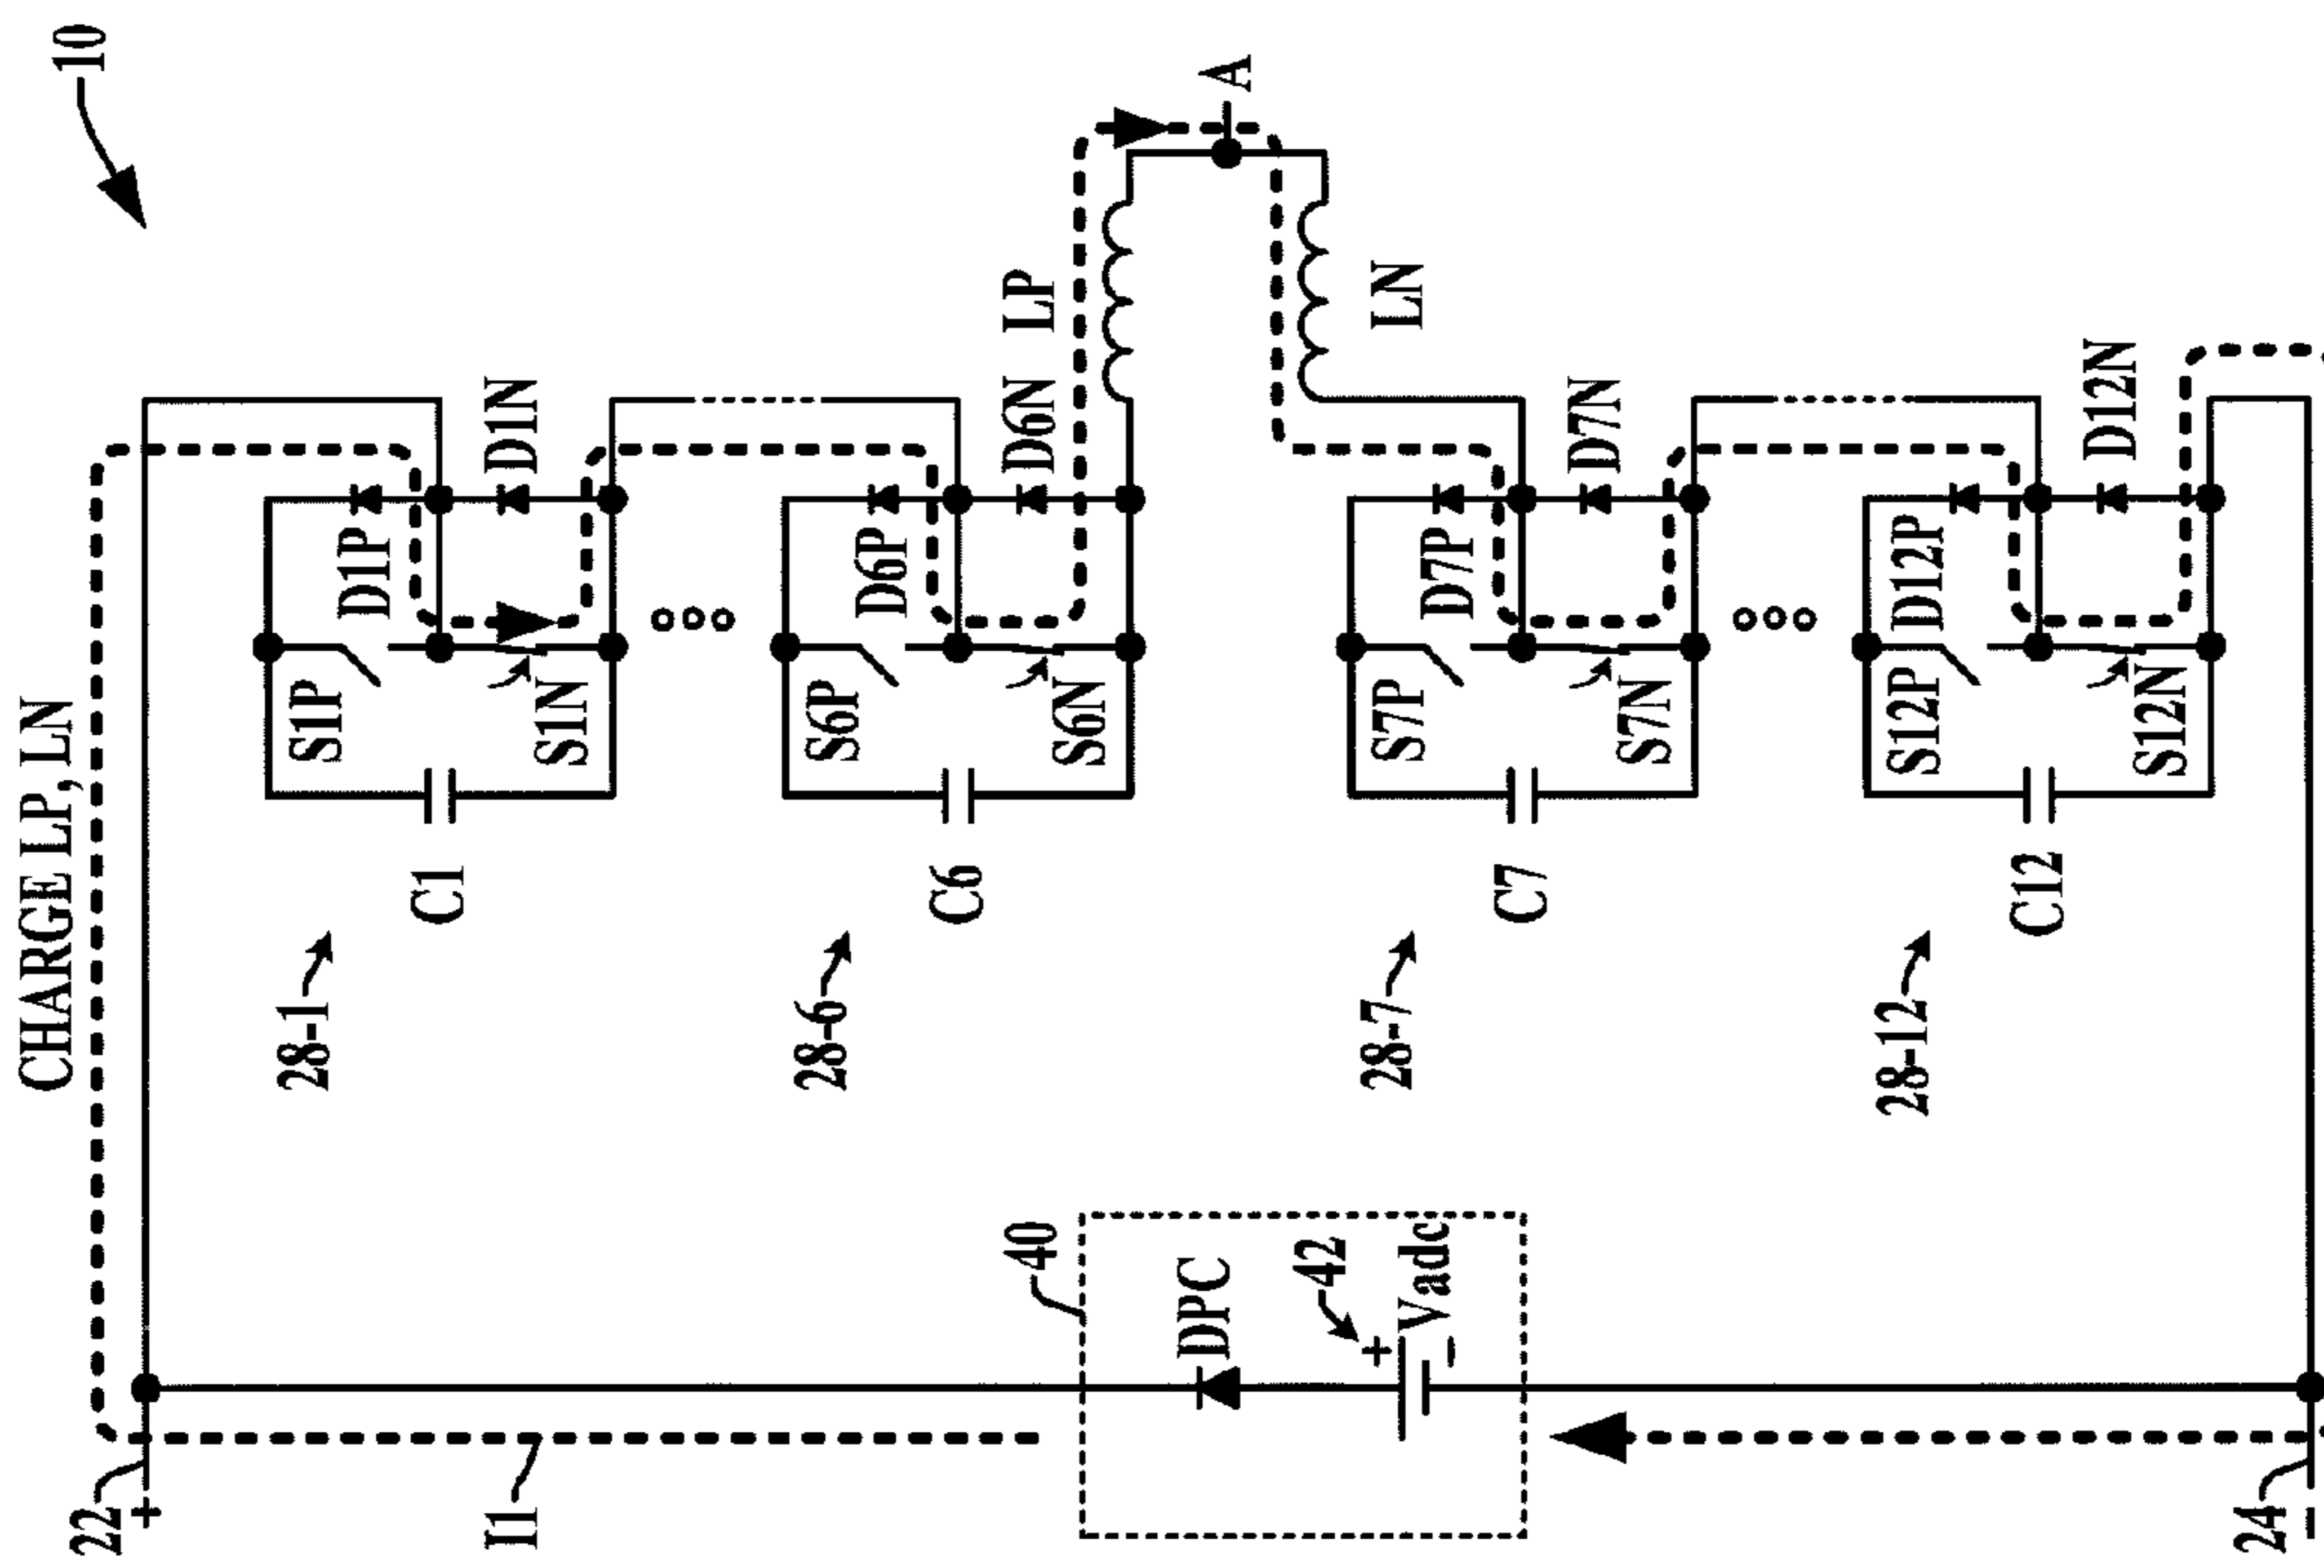 10
CHARGE LP, LN
22
+
I1
28-1
C1
S1P
D1P
S1N
D1N
28-6
C6
S6P
D6P
S6N
D6N
LP
A
LN
40
DPC
42
+
Vadc
-
28-7
C7
S7P
D7P
S7N
D7N
28-12
C12
S12P
D12P
S12N
D12N
24
-